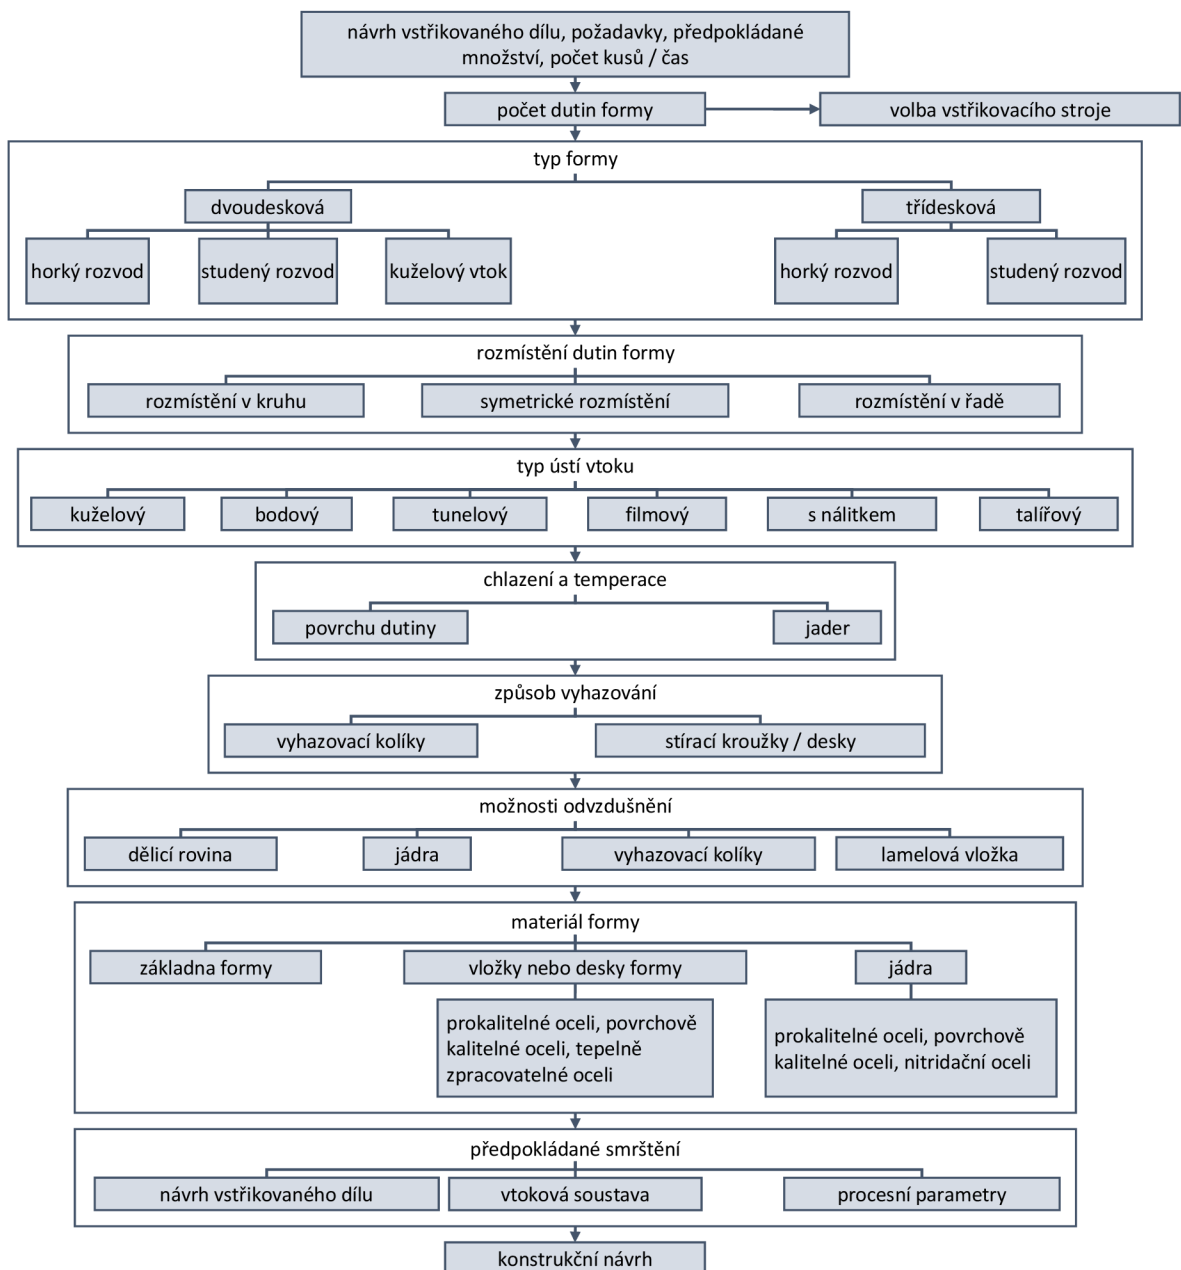 návrh vstřikovaného dílu, požadavky, předpokládané
množství, počet kusů / čas
počet dutin formy
volba vstřikovacího stroje
typ formy
dvoudesková
třídesková
horký rozvod
studený rozvod
kuželový vtok
horký rozvod
studený rozvod
rozmístění dutin formy
rozmístění v kruhu
symetrické rozmístění
rozmístění v řadě
typ ústí vtoku
kuželový
bodový
tunelový
filmový
s nálitkem
talířový
chlazení a temperace
povrchu dutiny
jader
způsob vyhazování
vyhazovací kolíky
stírací kroužky / desky
možnosti odvzdušnění
dělicí rovina
jádra
vyhazovací kolíky
lamelová vložka
materiál formy
základna formy
vložky nebo desky formy
jádra
prokalitelné oceli, povrchově
kalitelné oceli, tepelně
zpracovatelné oceli
prokalitelné oceli, povrchově
kalitelné oceli, nitridační oceli
předpokládané smrštění
návrh vstřikovaného dílu
vtoková soustava
procesní parametry
konstrukční návrh